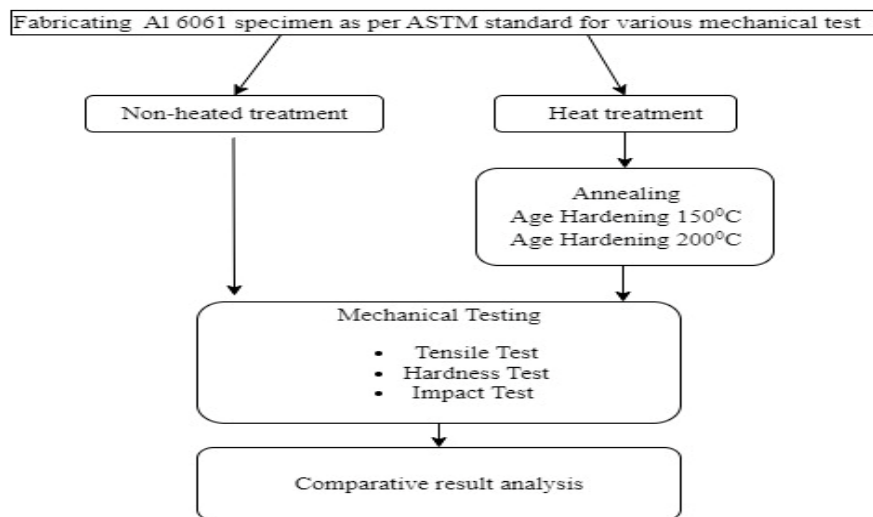 Fabricating Al 6061 specimen as per ASTM standard for various mechanical test
Non-heated treatment
Heat treatment
Annealing
Age Hardening 150⁰C
Age Hardening 200⁰C
Mechanical Testing
• Tensile Test
• Hardness Test
• Impact Test
Comparative result analysis